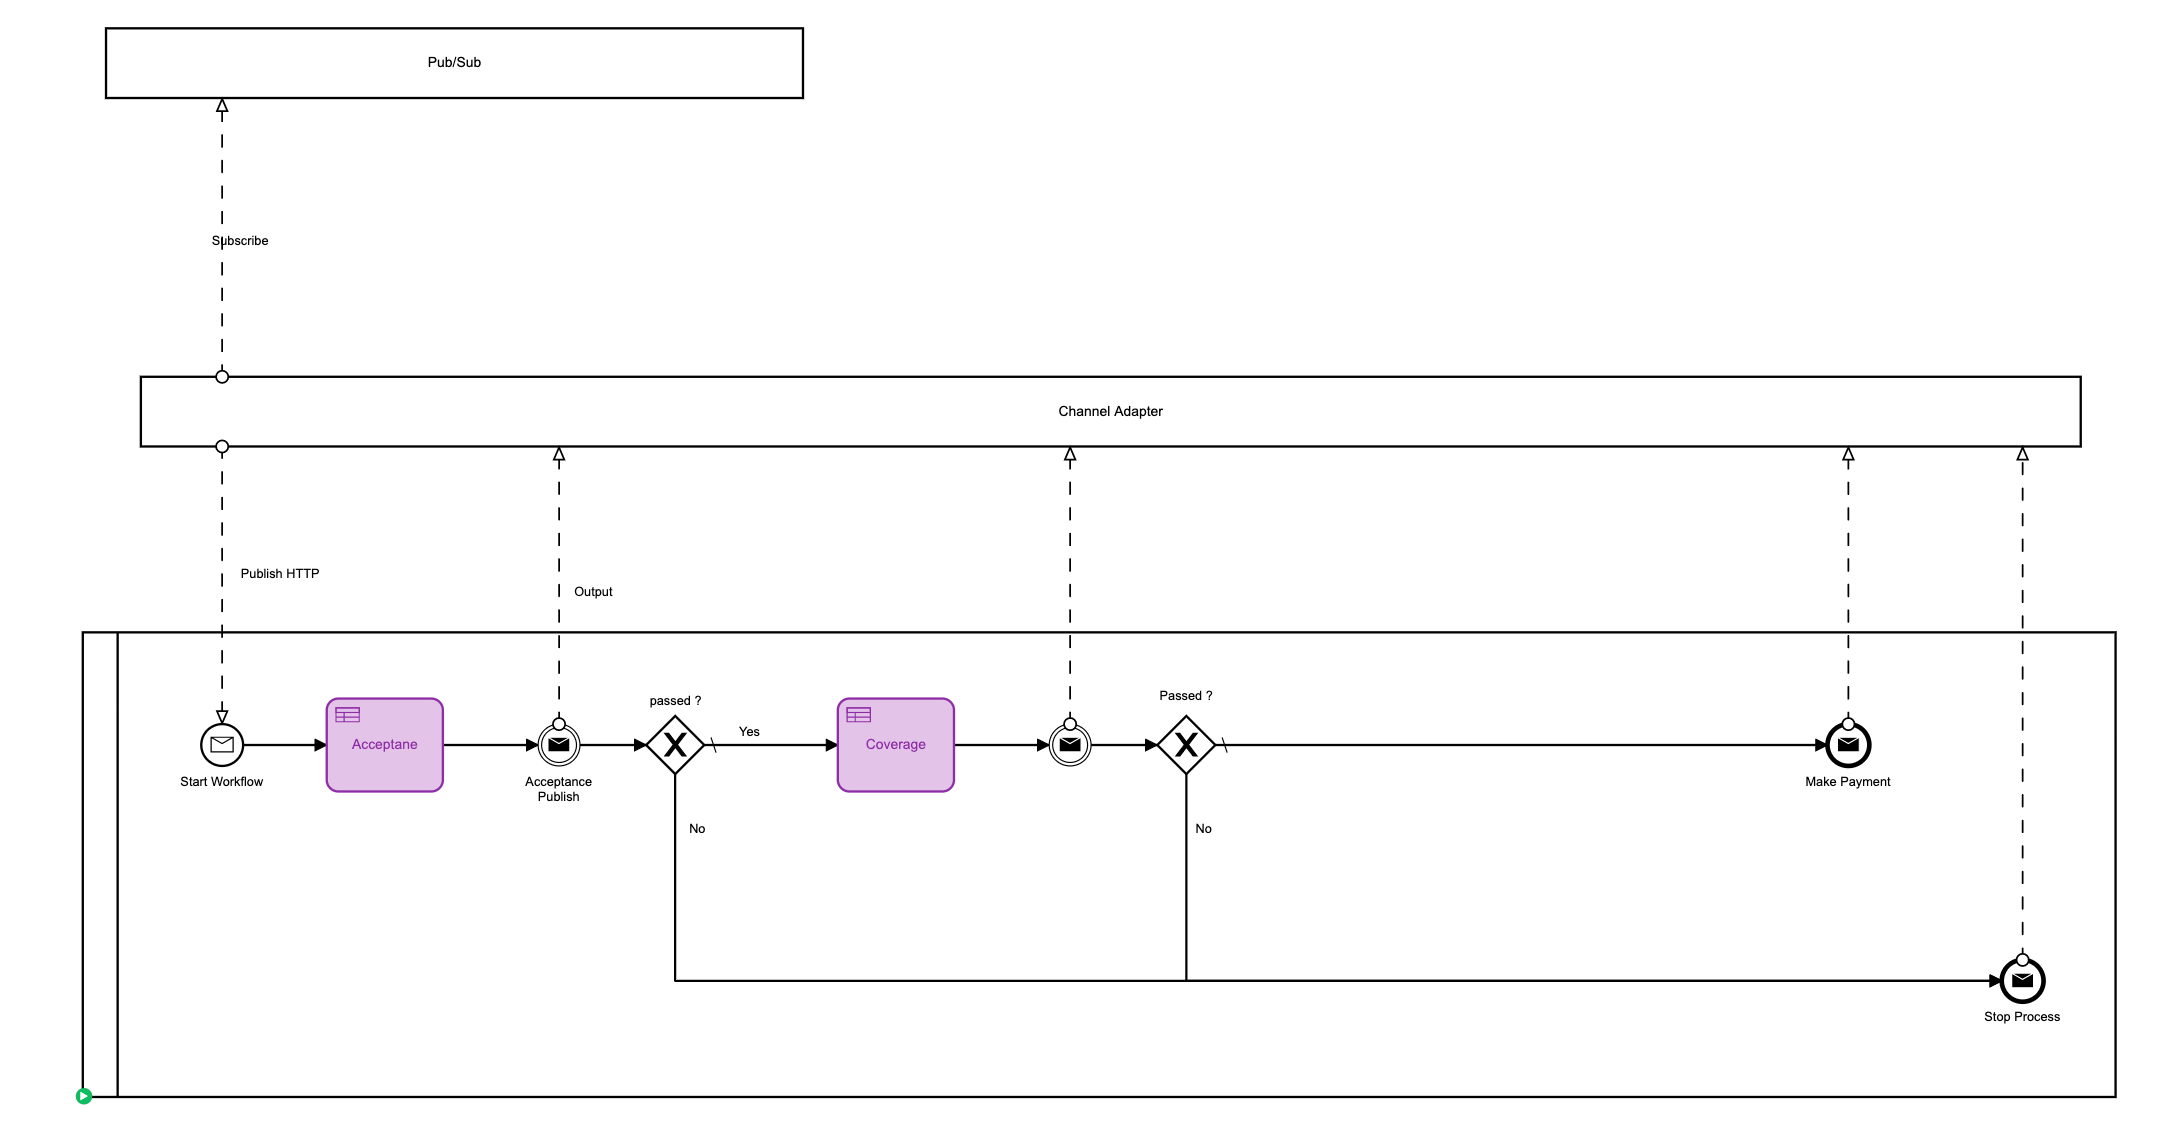 Pub/Sub
Subscribe
Channel Adapter
Publish HTTP
Output
passed ?
Passed ?
Yes
Acceptane
Coverage
Start Workflow
Acceptance
Publish
Make Payment
No
No
Stop Process